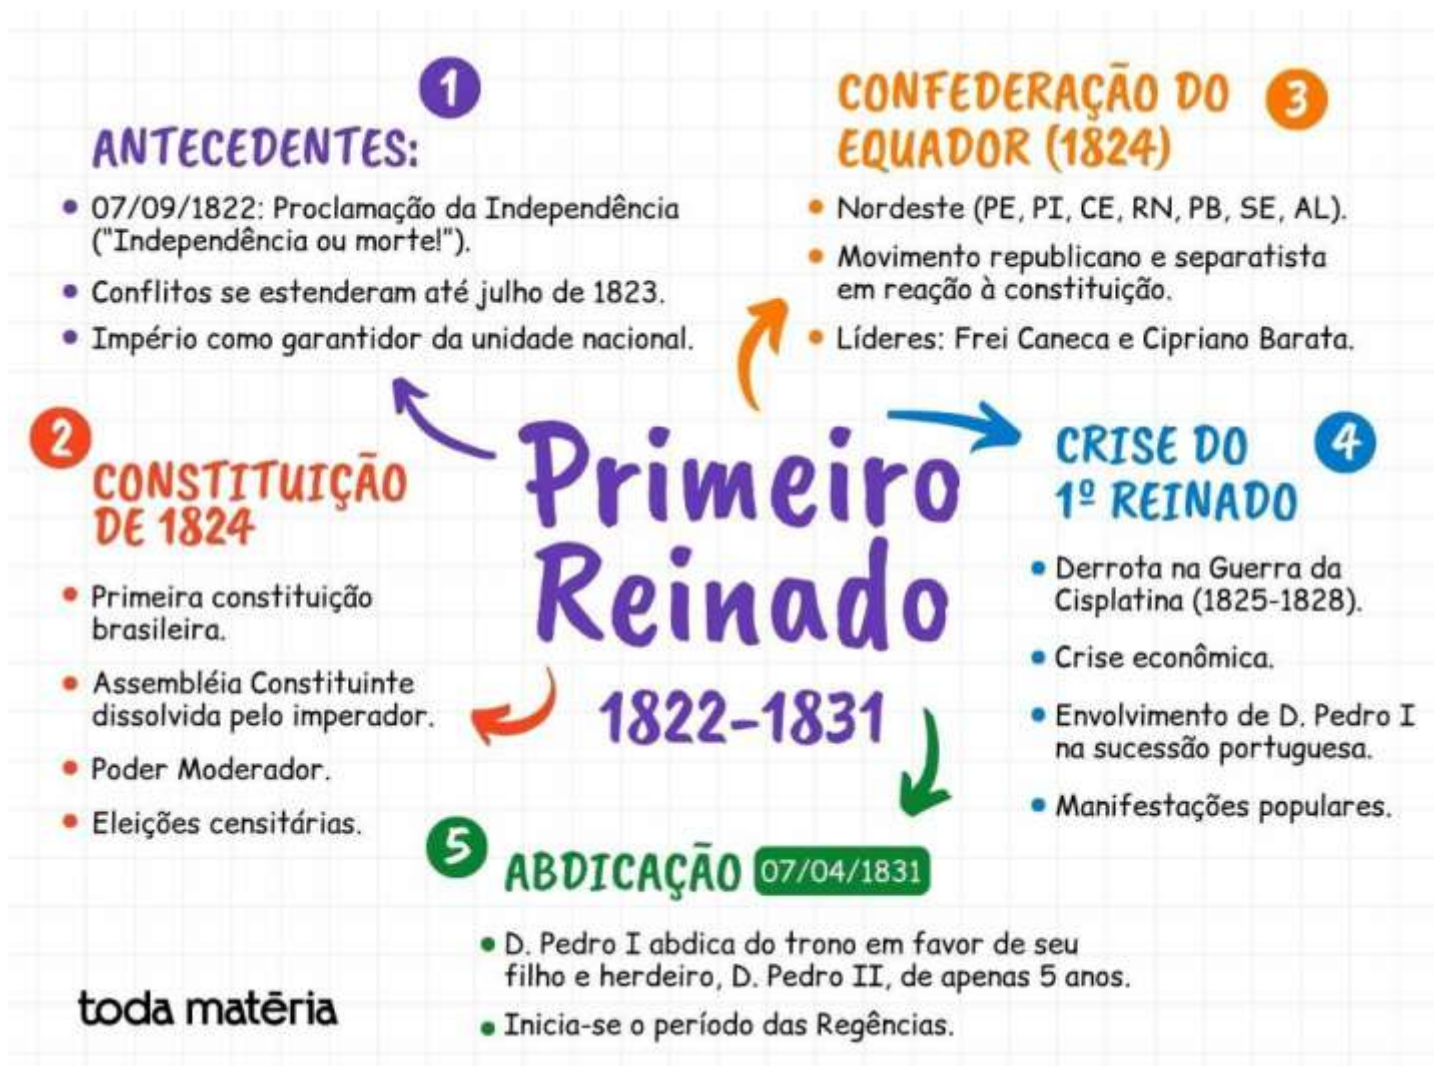 1
ANTECEDENTES:
07/09/1822: Proclamação da Independência
("Independência ou morte!").
Conflitos se estenderam até julho de 1823.
Império como garantidor da unidade nacional.
2
CONSTITUIÇÃO
DE 1824
Primeira constituição
brasileira.
Assembléia Constituinte
dissolvida pelo imperador.
Poder Moderador.
Eleições censitárias.
CONFEDERAÇÃO DO
EQUADOR (1824)
3
Nordeste (PE, PI, CE, RN, PB, SE, AL).
Movimento republicano e separatista
em reação à constituição.
Líderes: Frei Caneca e Cipriano Barata.
Primeiro
Reinado
1822-1831
CRISE DO
1º REINADO
4
Derrota na Guerra da
Cisplatina (1825-1828).
Crise econômica.
Envolvimento de D. Pedro I
na sucessão portuguesa.
Manifestações populares.
5
ABDICAÇÃO 07/04/1831
D. Pedro I abdica do trono em favor de seu
filho e herdeiro, D. Pedro II, de apenas 5 anos.
Inicia-se o período das Regências.
toda matēria